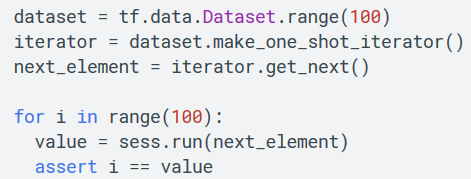 dataset = tf.data.Dataset.range(100)
iterator = dataset.make_one_shot_iterator()
next_element = iterator.get_next()
for i in range(100):
  value = sess.run(next_element)
  assert i == value